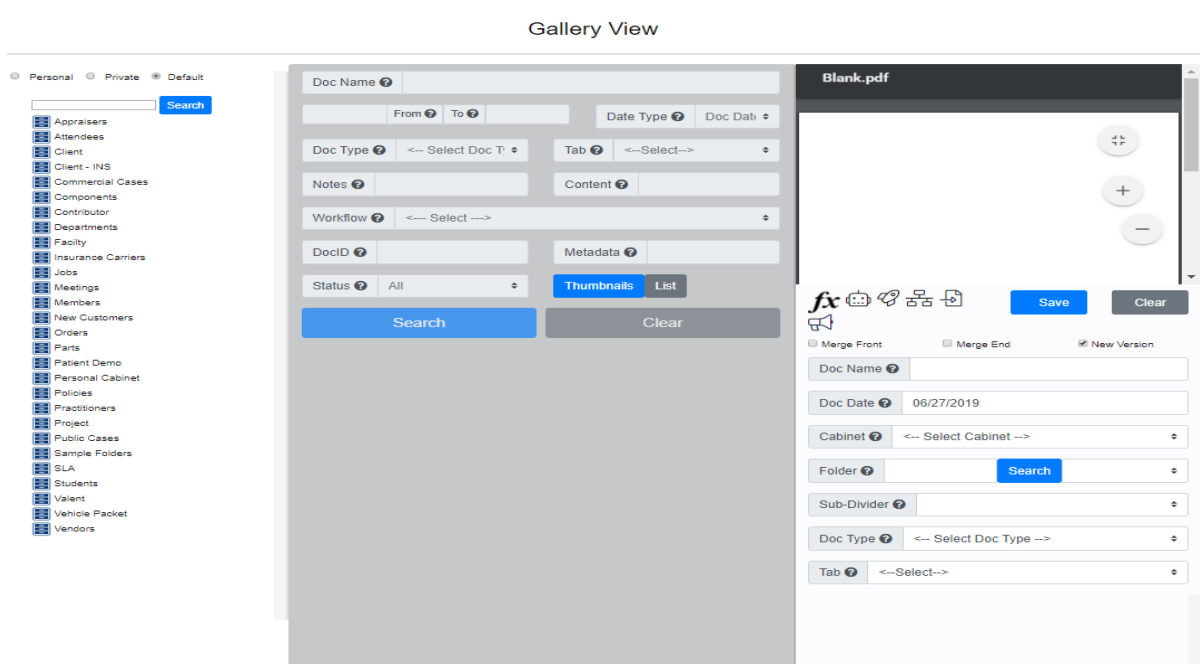 Gallery View
Personal Private Default
Search
Appraisers
Attendees
Client
Client - INS
Commercial Cases
Components
Contributor
Departments
Facilty
Insurance Carriers
Jobs
Meetings
Members
New Customers
Orders
Parts
Patient Demo
Personal Cabinet
Policies
Practitioners
Project
Public Cases
Sample Folders
SLA
Students
Valent
Vehicle Packet
Vendors
Doc Name ?
From ? To ? Date Type ? Doc Date
Doc Type ? <-- Select Doc Ty Tab ? <--Select-->
Notes ? Content ?
Workflow ? <--- Select ---->
DocID ? Metadata ?
Status ? All Thumbnails List
Search Clear
Blank.pdf
fx Save Clear
Merge Front Merge End New Version
Doc Name ?
Doc Date ? 06/27/2019
Cabinet ? <-- Select Cabinet -->
Folder ? Search
Sub-Divider ?
Doc Type ? <-- Select Doc Type -->
Tab ? <--Select-->